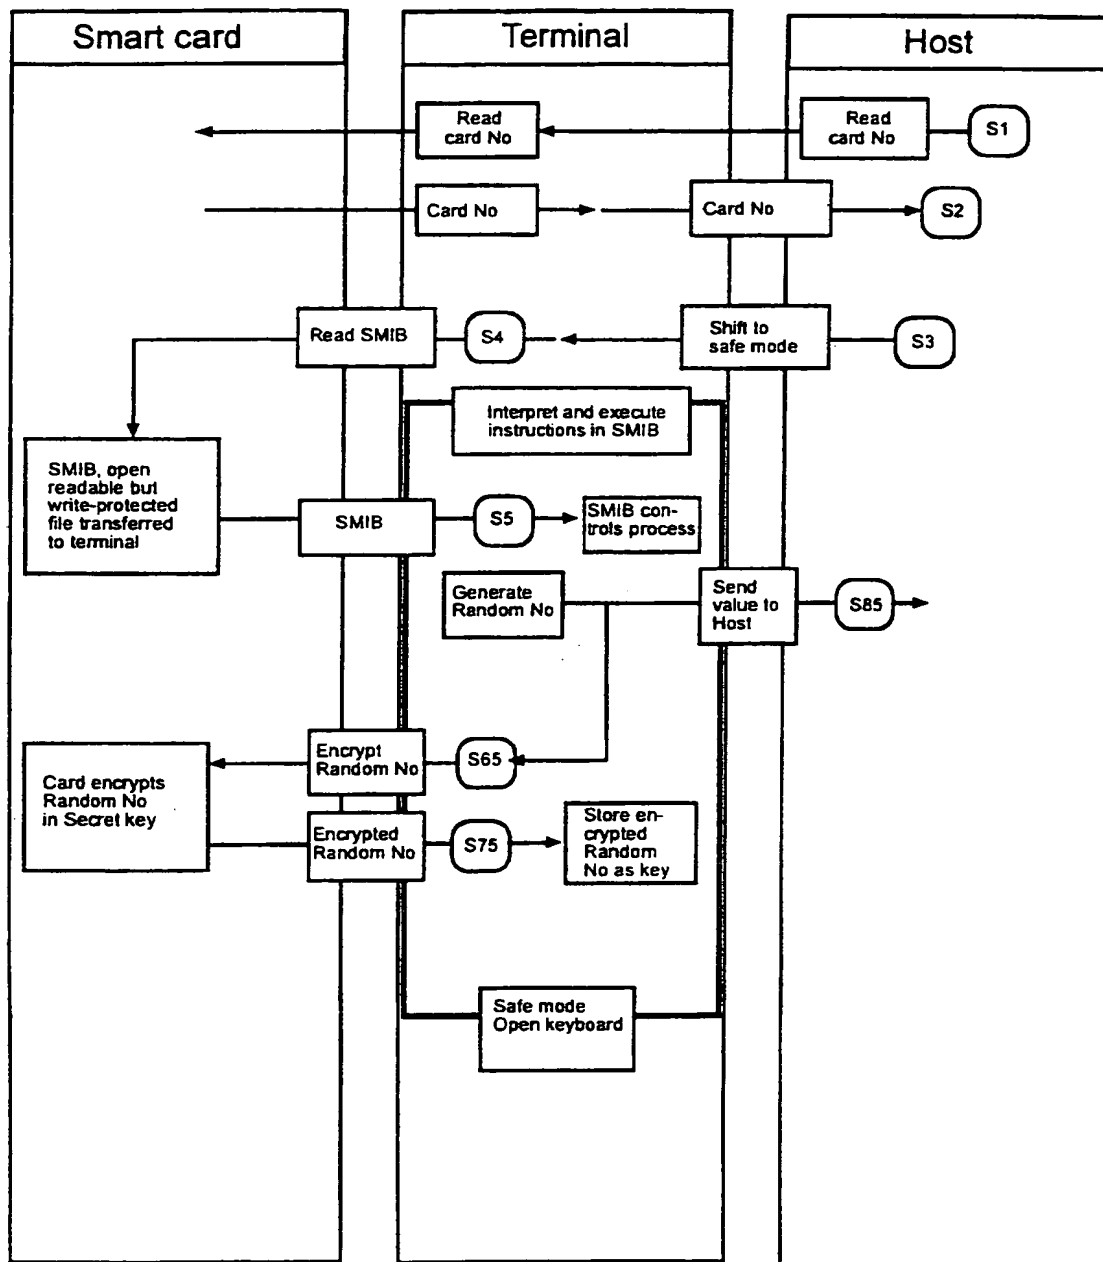 Smart card
Terminal
Host
Read
card No
Read
card No
S1
Card No
Card No
S2
Read SMIB
S4
Shift to
safe mode
S3
Interpret and execute
instructions in SMIB
SMIB, open
readable but
write-protected
file transferred
to terminal
SMIB
S5
SMIB con-
trols process
Generate
Random No
Send
value to
Host
S85
Encrypt
Random No
S65
Card encrypts
Random No
in Secret key
Encrypted
Random No
S75
Store en-
crypted
Random
No as key
Safe mode
Open keyboard